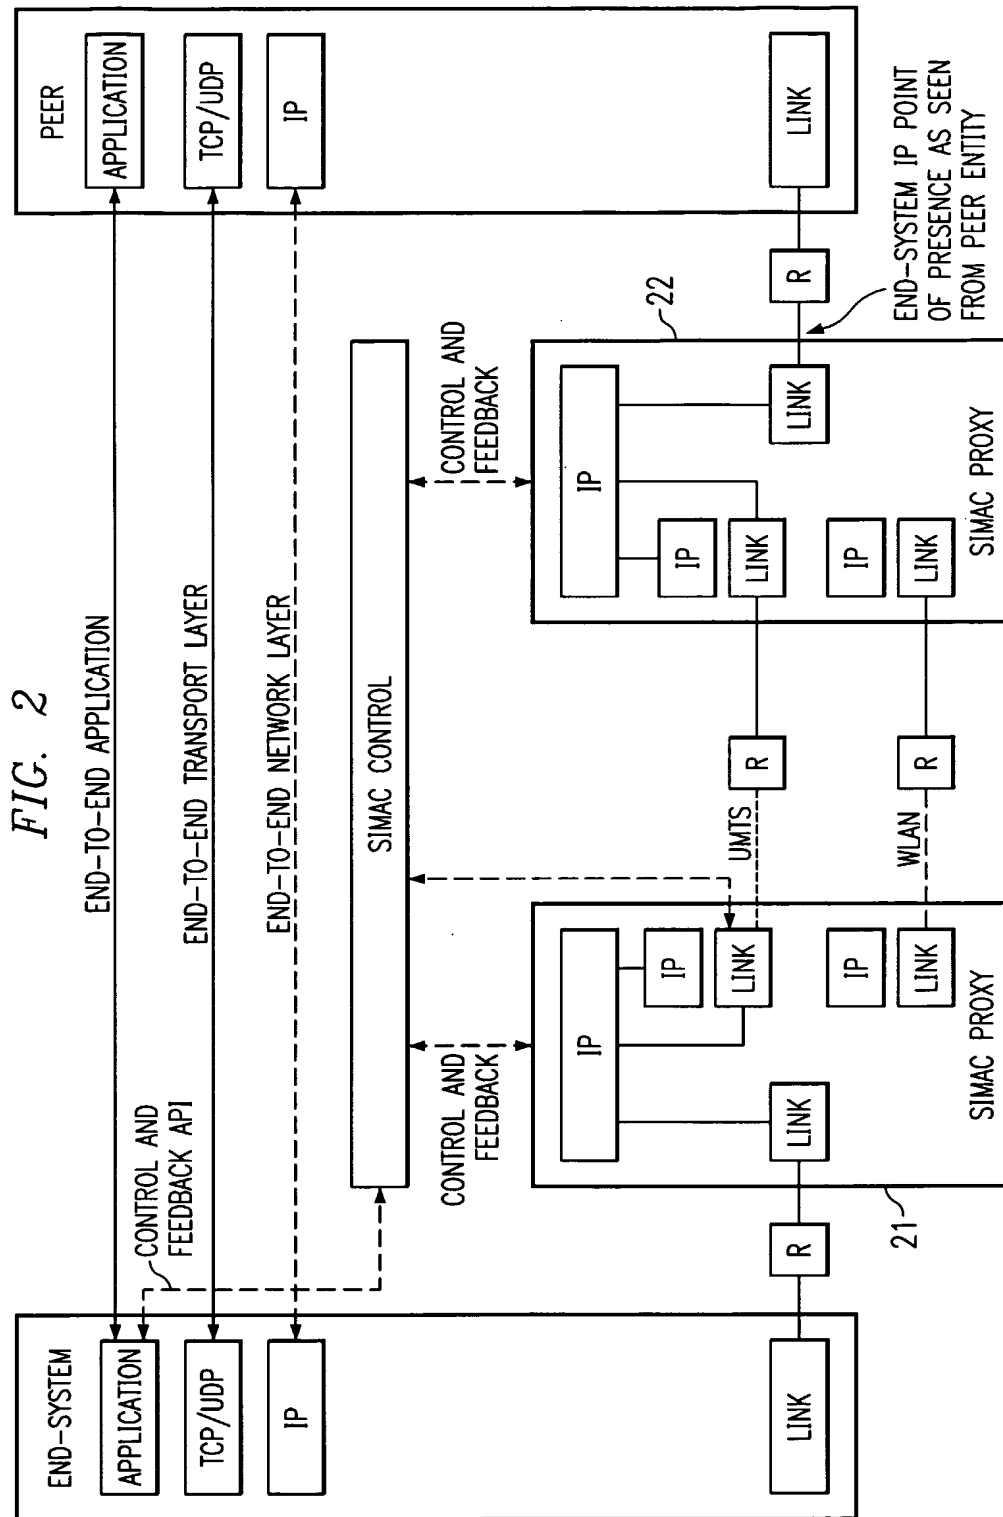 FIG. 2
END-SYSTEM
APPLICATION
TCP/UDP
IP
LINK
CONTROL AND
FEEDBACK API
END-TO-END APPLICATION
END-TO-END TRANSPORT LAYER
END-TO-END NETWORK LAYER
PEER
APPLICATION
TCP/UDP
IP
LINK
SIMAC CONTROL
CONTROL AND
FEEDBACK
CONTROL AND
FEEDBACK
R
21
IP
LINK
IP
LINK
IP
LINK
SIMAC PROXY
UMTS
R
WLAN
R
22
IP
IP
LINK
LINK
IP
LINK
SIMAC PROXY
R
END-SYSTEM IP POINT
OF PRESENCE AS SEEN
FROM PEER ENTITY